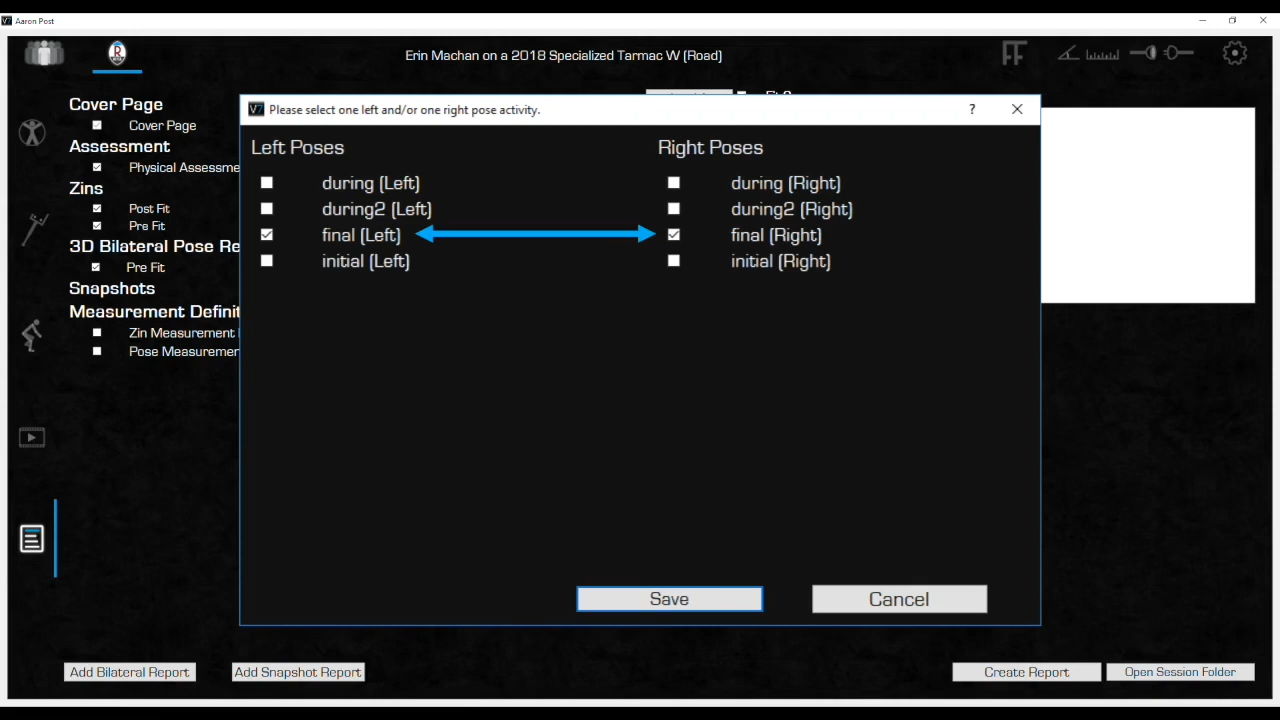 Aaron Post
Erin Machan on a 2018 Specialized Tarmac W (Road)
Cover Page
Cover Page
Assessment
Physical Assessme
Zins
Post Fit
Pre Fit
3D Bilateral Pose Re
Pre Fit
Snapshots
Measurement Definit
Zin Measurement
Pose Measuremer
Please select one left and/or one right pose activity.
?
Left Poses
during (Left)
during2 (Left)
final (Left)
initial (Left)
Right Poses
during (Right)
during2 (Right)
final (Right)
initial (Right)
Save
Cancel
Add Bilateral Report
Add Snapshot Report
Create Report
Open Session Folder